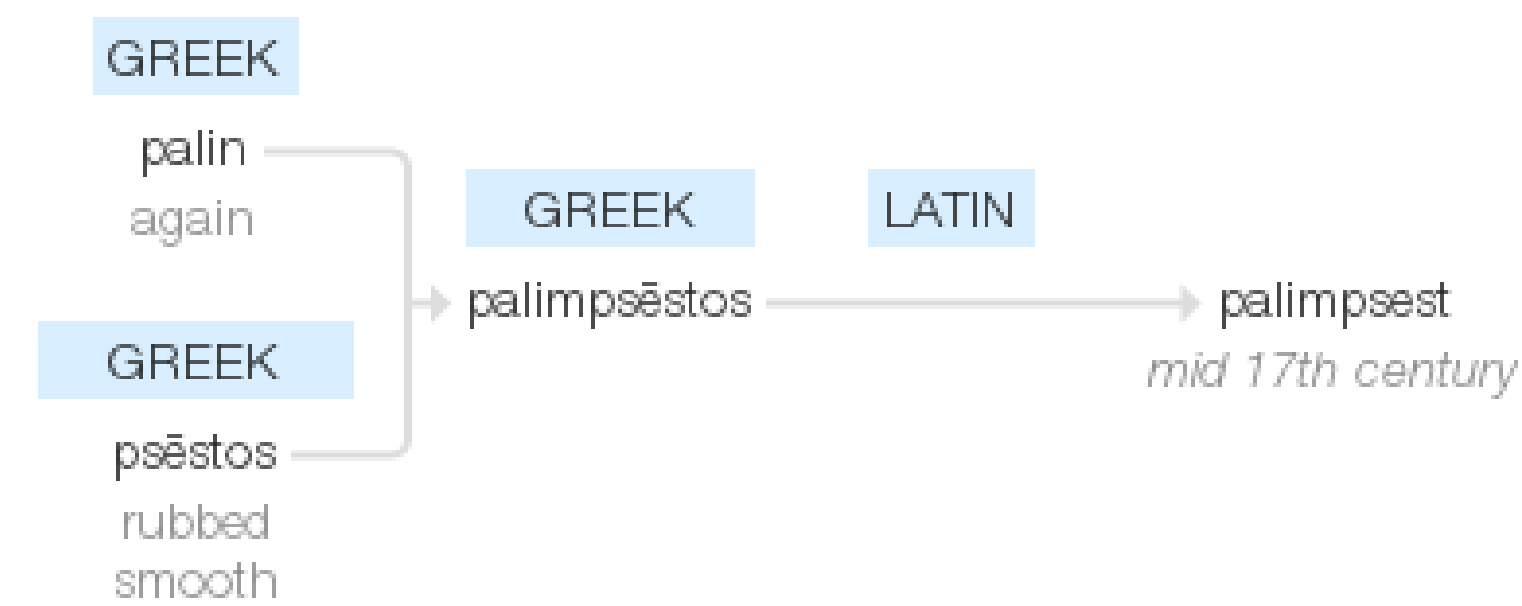 GREEK
palin
again
GREEK
psēstos
rubbed
smooth
GREEK
palimpsēstos
LATIN
palimpsest
mid 17th century